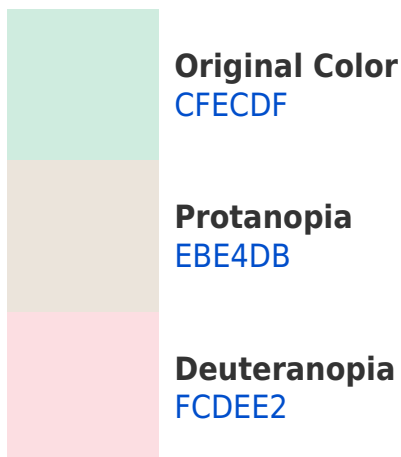 Original Color
CFECDF
Protanopia
EBE4DB
Deuteranopia
FCDEE2